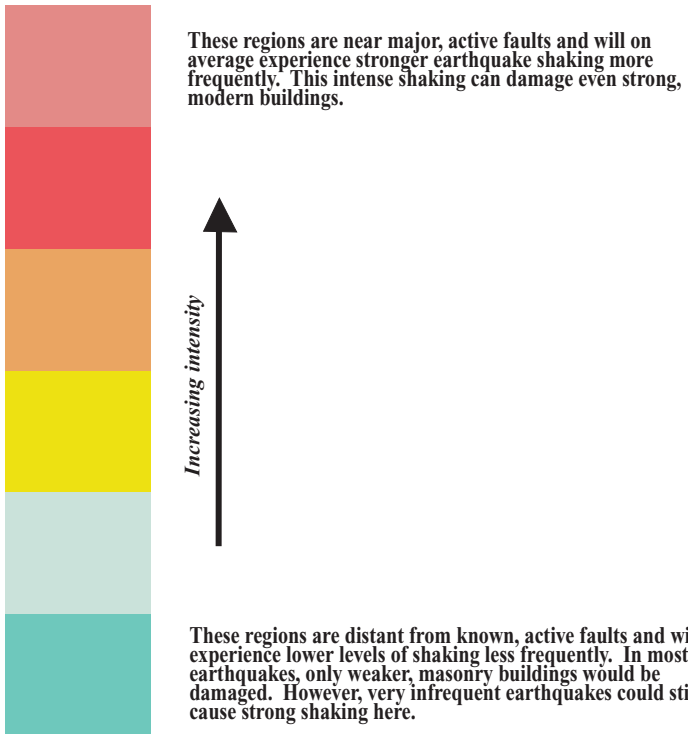 These regions are near major, active faults and will on
average experience stronger earthquake shaking more
frequently. This intense shaking can damage even strong,
modern buildings.
Increasing intensity
These regions are distant from known, active faults and wi
experience lower levels of shaking less frequently. In most
earthquakes, only weaker, masonry buildings would be
damaged. However, very infrequent earthquakes could sti
cause strong shaking here.